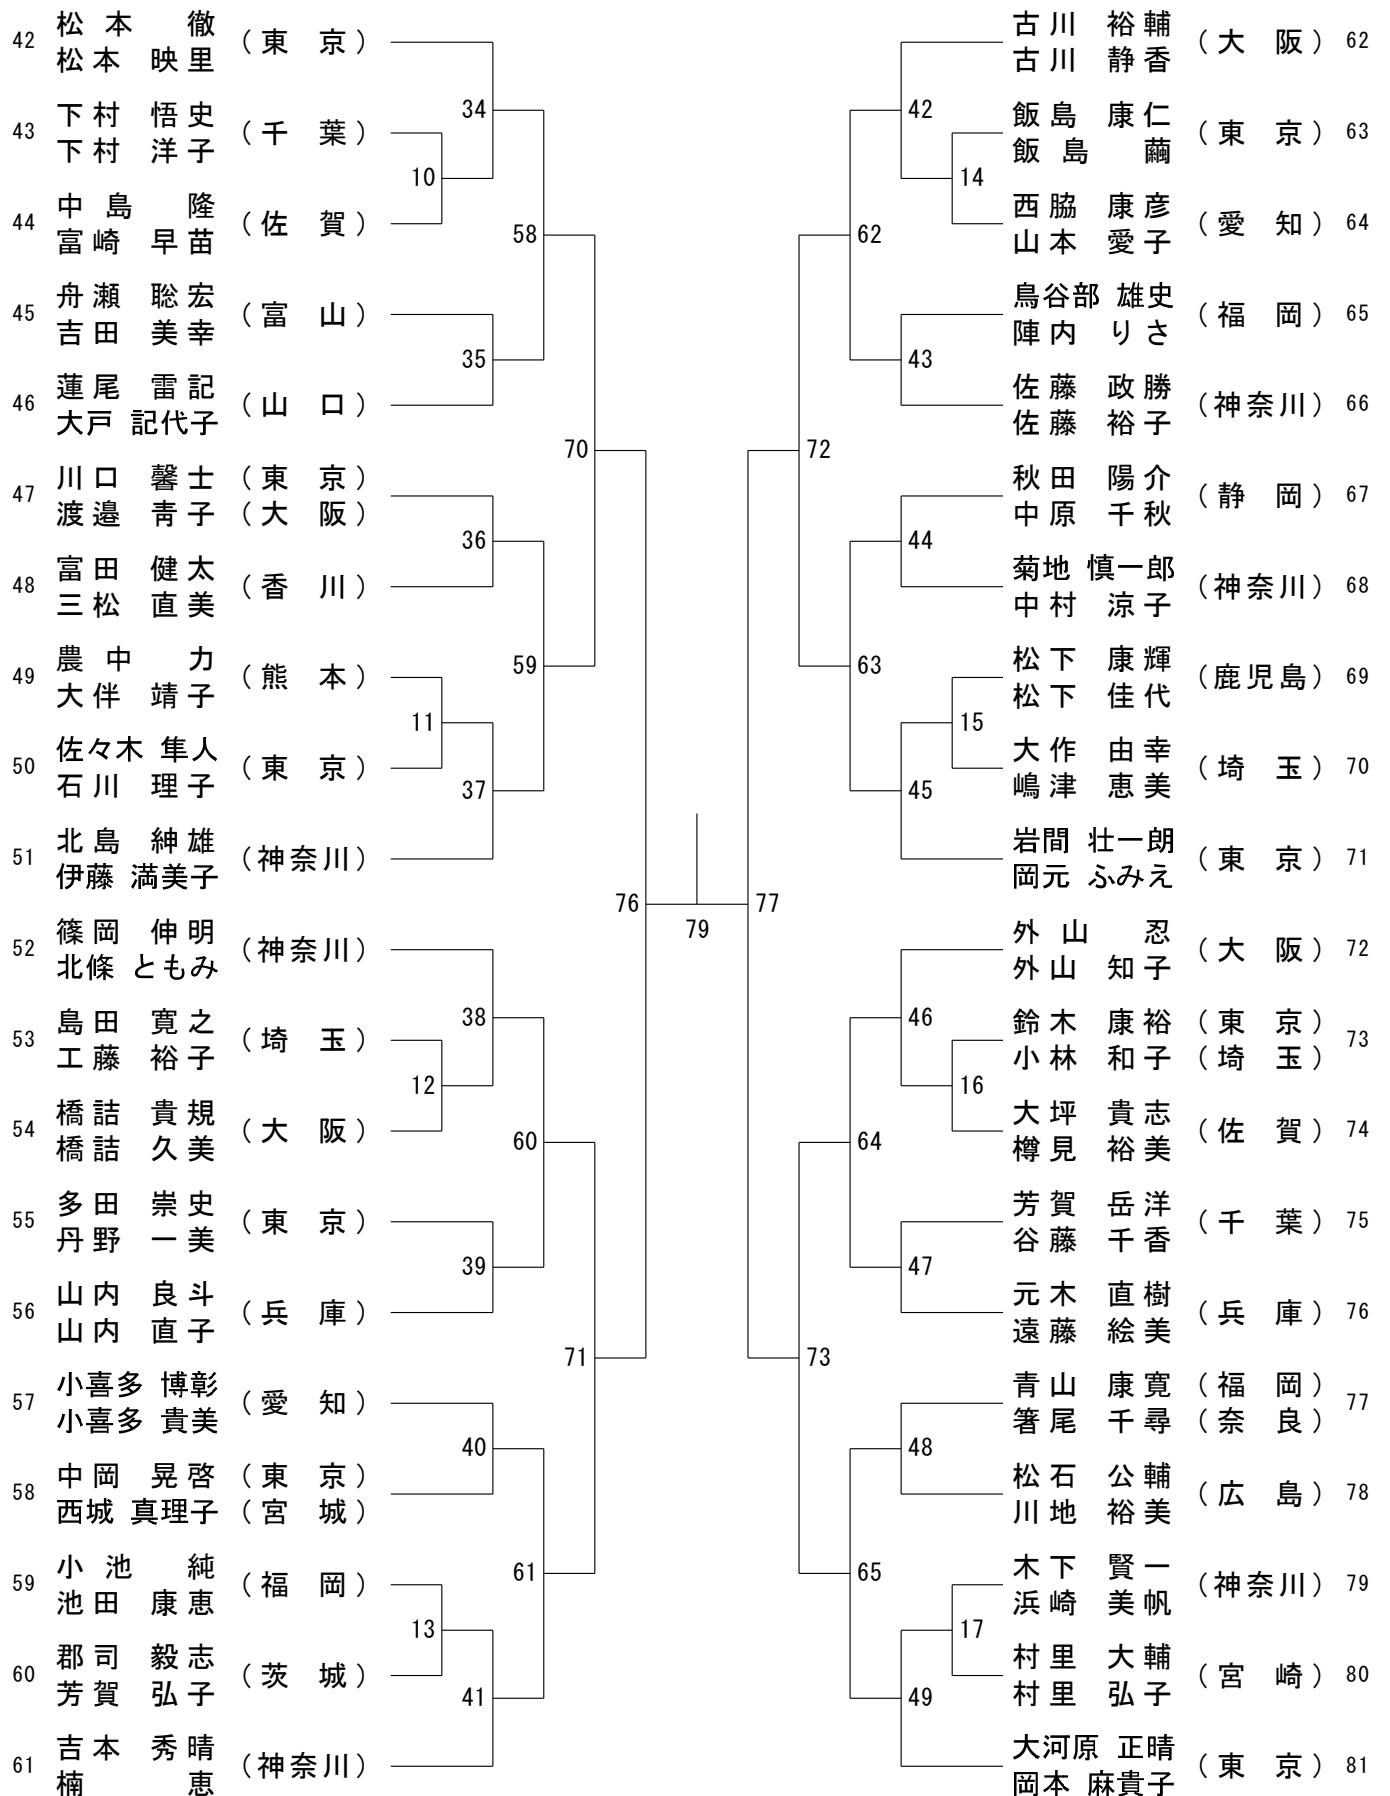 42 松本 徹 (東京)
松本 映里
43 下村 悟史 (千葉)
下村 洋子
44 中島 隆 (佐賀)
富崎 早苗
45 舟瀬 聡宏 (富山)
吉田 美幸
46 蓮尾 雷記 (山口)
大戸 記代子
47 川口 馨士 (東京)
渡邉 青子 (大阪)
48 富田 健太 (香川)
三松 直美
49 農中 力 (熊本)
大伴 靖子
50 佐々木 隼人 (東京)
石川 理子
51 北島 紳雄 (神奈川)
伊藤 満美子
52 篠岡 伸明 (神奈川)
北條 ともみ
53 島田 寛之 (埼玉)
工藤 裕子
54 橋詰 貴規 (大阪)
橋詰 久美
55 多田 崇史 (東京)
丹野 一美
56 山内 良斗 (兵庫)
山内 直子
57 小喜多 博彰 (愛知)
小喜多 貴美
58 中岡 晃啓 (東京)
西城 真理子 (宮城)
59 小池 純 (福岡)
池田 康恵
60 郡司 毅志 (茨城)
芳賀 弘子
61 吉本 秀晴 (神奈川)
楠 恵
34
10
58
35
70
36
59
11
37
76
38
12
60
39
71
40
61
13
41
79
77
42
14
62
43
72
44
63
15
45
46
16
64
47
73
48
65
17
49
古川 裕輔 (大阪) 62
古川 静香
飯島 康仁 (東京) 63
飯島 繭
西脇 康彦 (愛知) 64
山本 愛子
鳥谷部 雄史 (福岡) 65
陣内 りさ
佐藤 政勝 (神奈川) 66
佐藤 裕子
秋田 陽介 (静岡) 67
中原 千秋
菊地 慎一郎 (神奈川) 68
中村 涼子
松下 康輝 (鹿児島) 69
松下 佳代
大作 由幸 (埼玉) 70
嶋津 恵美
岩間 壮一朗 (東京) 71
岡元 ふみえ
外山 忍 (大阪) 72
外山 知子
鈴木 康裕 (東京) 73
小林 和子 (埼玉)
大坪 貴志 (佐賀) 74
樽見 裕美
芳賀 岳洋 (千葉) 75
谷藤 千香
元木 直樹 (兵庫) 76
遠藤 絵美
青山 康寛 (福岡) 77
箸尾 千尋 (奈良)
松石 公輔 (広島) 78
川地 裕美
木下 賢一 (神奈川) 79
浜崎 美帆
村里 大輔 (宮崎) 80
村里 弘子
大河原 正晴 (東京) 81
岡本 麻貴子